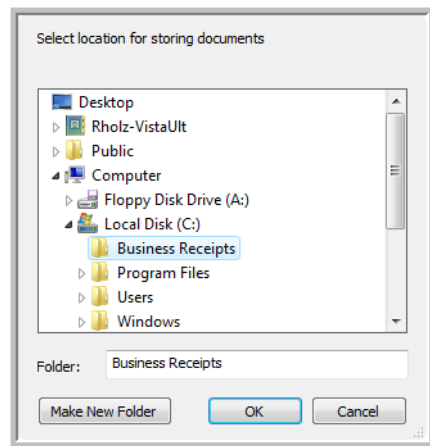 Select location for storing documents
Desktop
Rholz-VistaUlt
Public
Computer
Floppy Disk Drive (A:)
Local Disk (C:)
Business Receipts
Program Files
Users
Windows
Folder: Business Receipts
Make New Folder OK Cancel